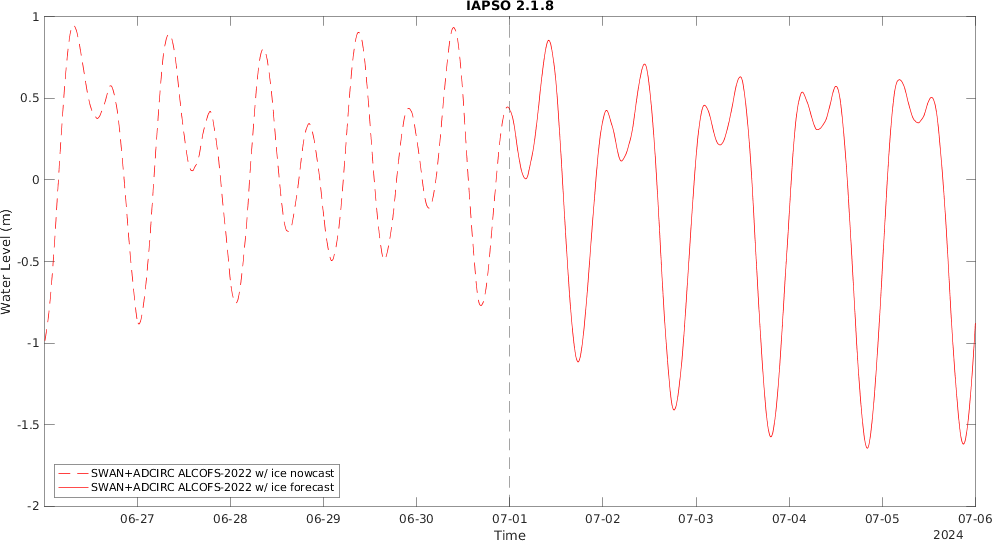 IAPSO 2.1.8
1
0.5
0
-0.5
-1
-1.5
-2
Water Level (m)
SWAN+ADCIRC ALCOFS-2022 w/ ice nowcast
SWAN+ADCIRC ALCOFS-2022 w/ ice forecast
06-27 06-28 06-29 06-30 07-01 07-02 07-03 07-04 07-05 07-06
Time
2024